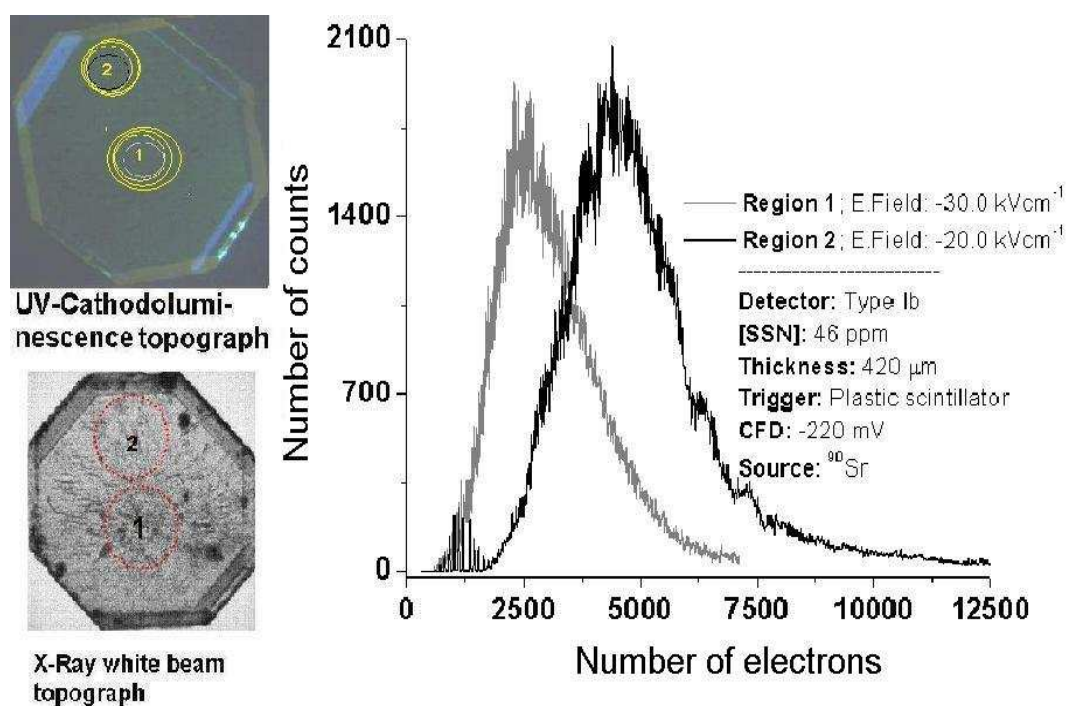 2
1
UV-Cathodolumi-
nescence topograph
2
1
X-Ray white beam
topograph
Number of counts
2100
1400
700
0
0 2500 5000 7500 10000 12500
Number of electrons
Region 1; E.Field: -30.0 kVcm⁻¹
Region 2; E.Field: -20.0 kVcm⁻¹
--------------------------
Detector: Type Ib
[SSN]: 46 ppm
Thickness: 420 μm
Trigger: Plastic scintillator
CFD: -220 mV
Source: ⁹⁰Sr